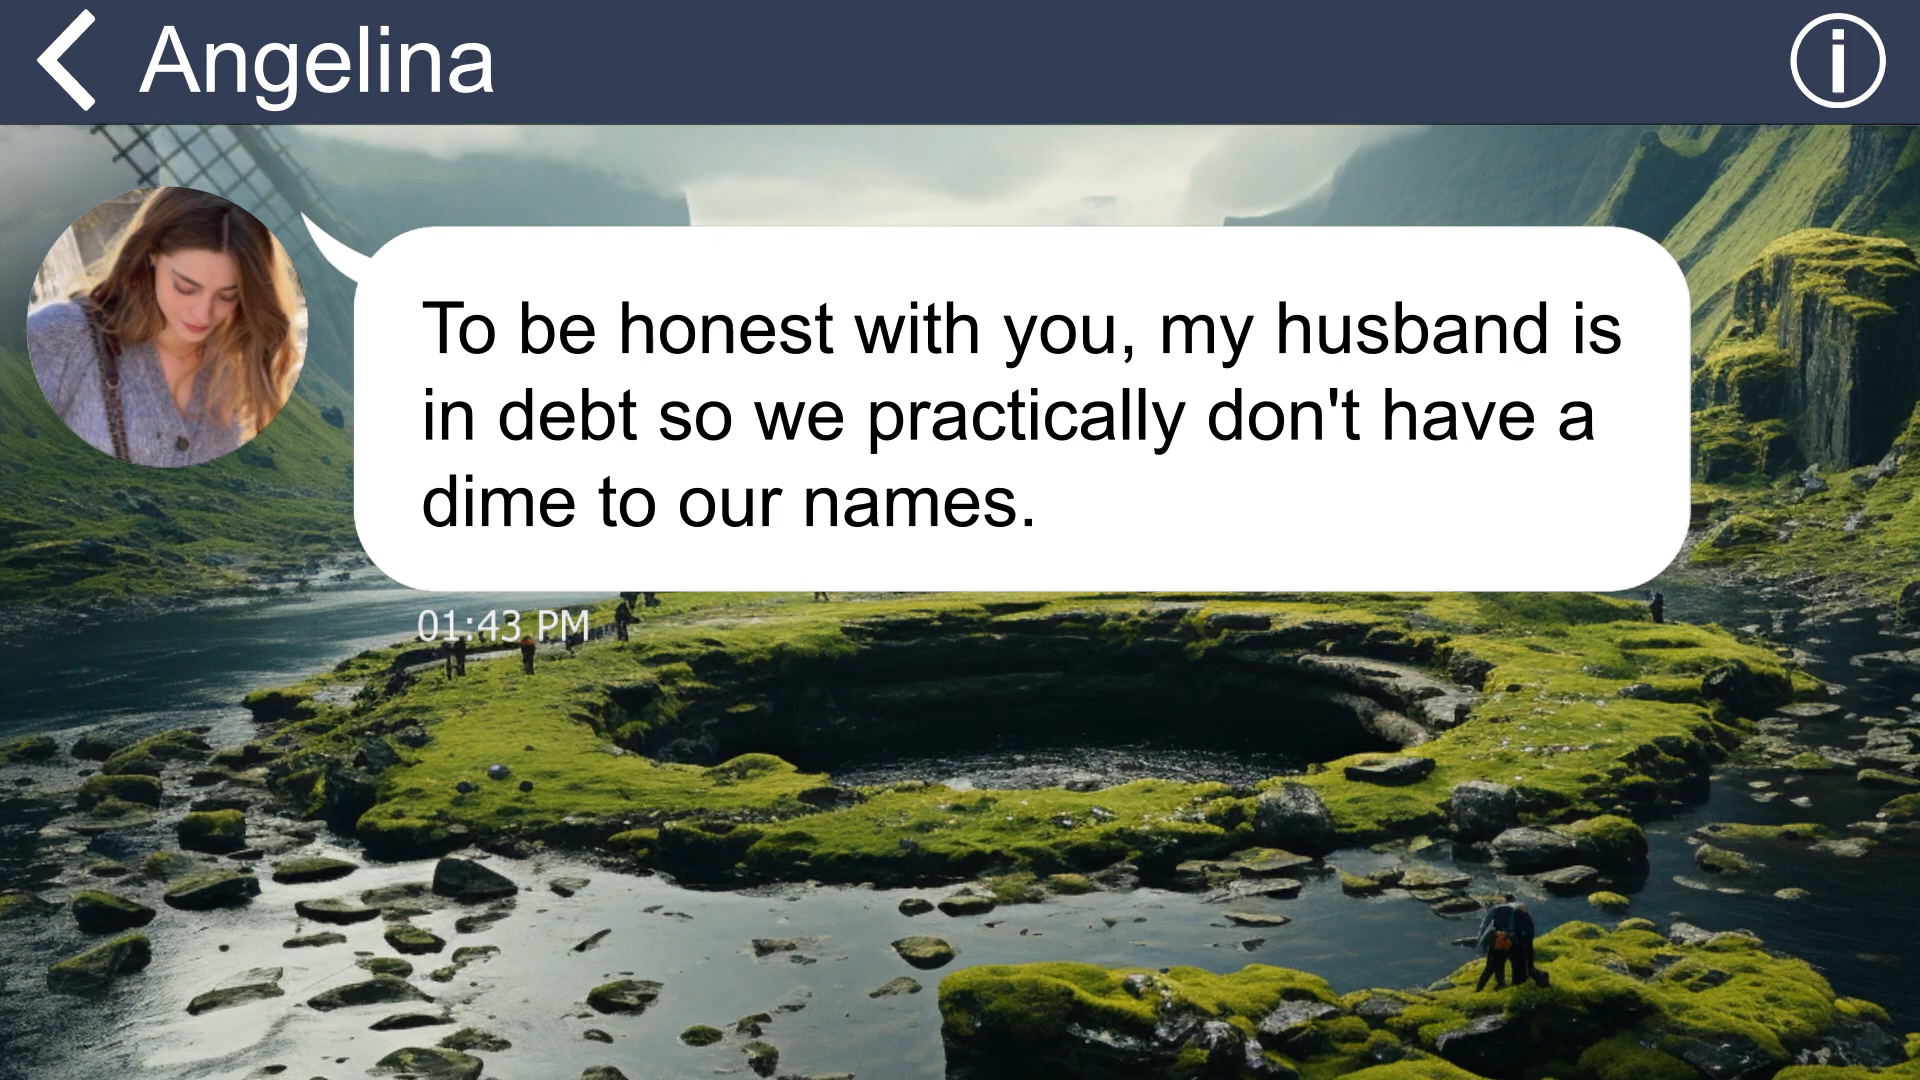 Angelina
To be honest with you, my husband is
in debt so we practically don't have a
dime to our names.
01:43 PM